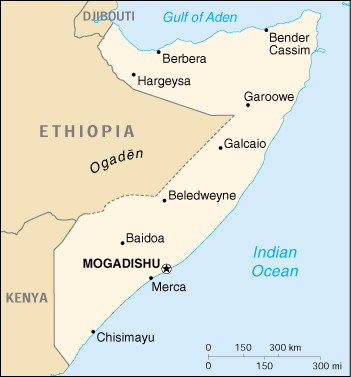 DJIBOUTI
Gulf of Aden
Bender
Cassim
Berbera
Hargeysa
Garoowe
ETHIOPIA
Galcaio
Ogadēn
Beledweyne
Baidoa
Indian
Ocean
MOGADISHU
Merca
KENYA
Chisimayu
0 150 300 km
0 150 300 mi